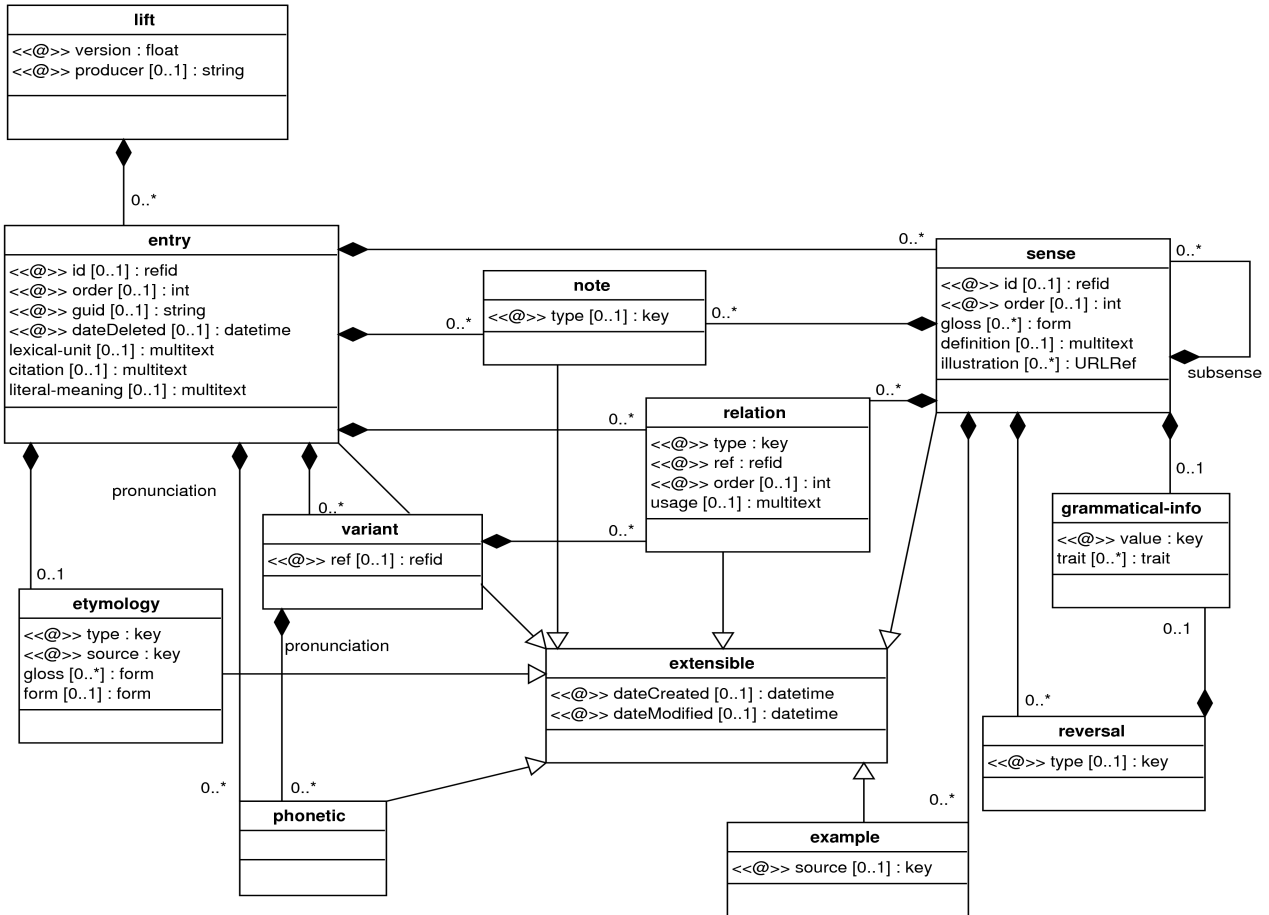 lift
<<@>> version : float
<<@>> producer [0..1] : string
0..*
entry
<<@>> id [0..1] : refid
<<@>> order [0..1] : int
<<@>> guid [0..1] : string
<<@>> dateDeleted [0..1] : datetime
lexical-unit [0..1] : multitext
citation [0..1] : multitext
literal-meaning [0..1] : multitext
0..*
sense
<<@>> id [0..1] : refid
<<@>> order [0..1] : int
gloss [0..*] : form
definition [0..1] : multitext
illustration [0..*] : URLRef
0..*
subsense
note
<<@>> type [0..1] : key
0..*
0..*
0..*
relation
<<@>> type : key
<<@>> ref : refid
<<@>> order [0..1] : int
usage [0..1] : multitext
0..*
0..*
pronunciation
0..*
variant
<<@>> ref [0..1] : refid
0..1
grammatical-info
<<@>> value : key
trait [0..*] : trait
0..1
0..1
etymology
<<@>> type : key
<<@>> source : key
gloss [0..*] : form
form [0..1] : form
pronunciation
extensible
<<@>> dateCreated [0..1] : datetime
<<@>> dateModified [0..1] : datetime
0..*
reversal
<<@>> type [0..1] : key
0..*
0..*
phonetic
0..*
example
<<@>> source [0..1] : key